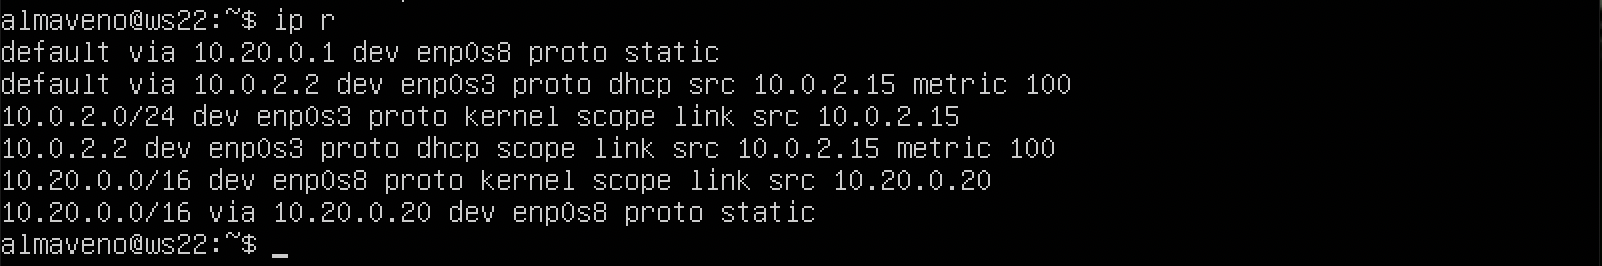 almaveno@ws22:~$ ip r
default via 10.20.0.1 dev enp0s8 proto static
default via 10.0.2.2 dev enp0s3 proto dhcp src 10.0.2.15 metric 100
10.0.2.0/24 dev enp0s3 proto kernel scope link src 10.0.2.15
10.0.2.2 dev enp0s3 proto dhcp scope link src 10.0.2.15 metric 100
10.20.0.0/16 dev enp0s8 proto kernel scope link src 10.20.0.20
10.20.0.0/16 via 10.20.0.20 dev enp0s8 proto static
almaveno@ws22:~$ _